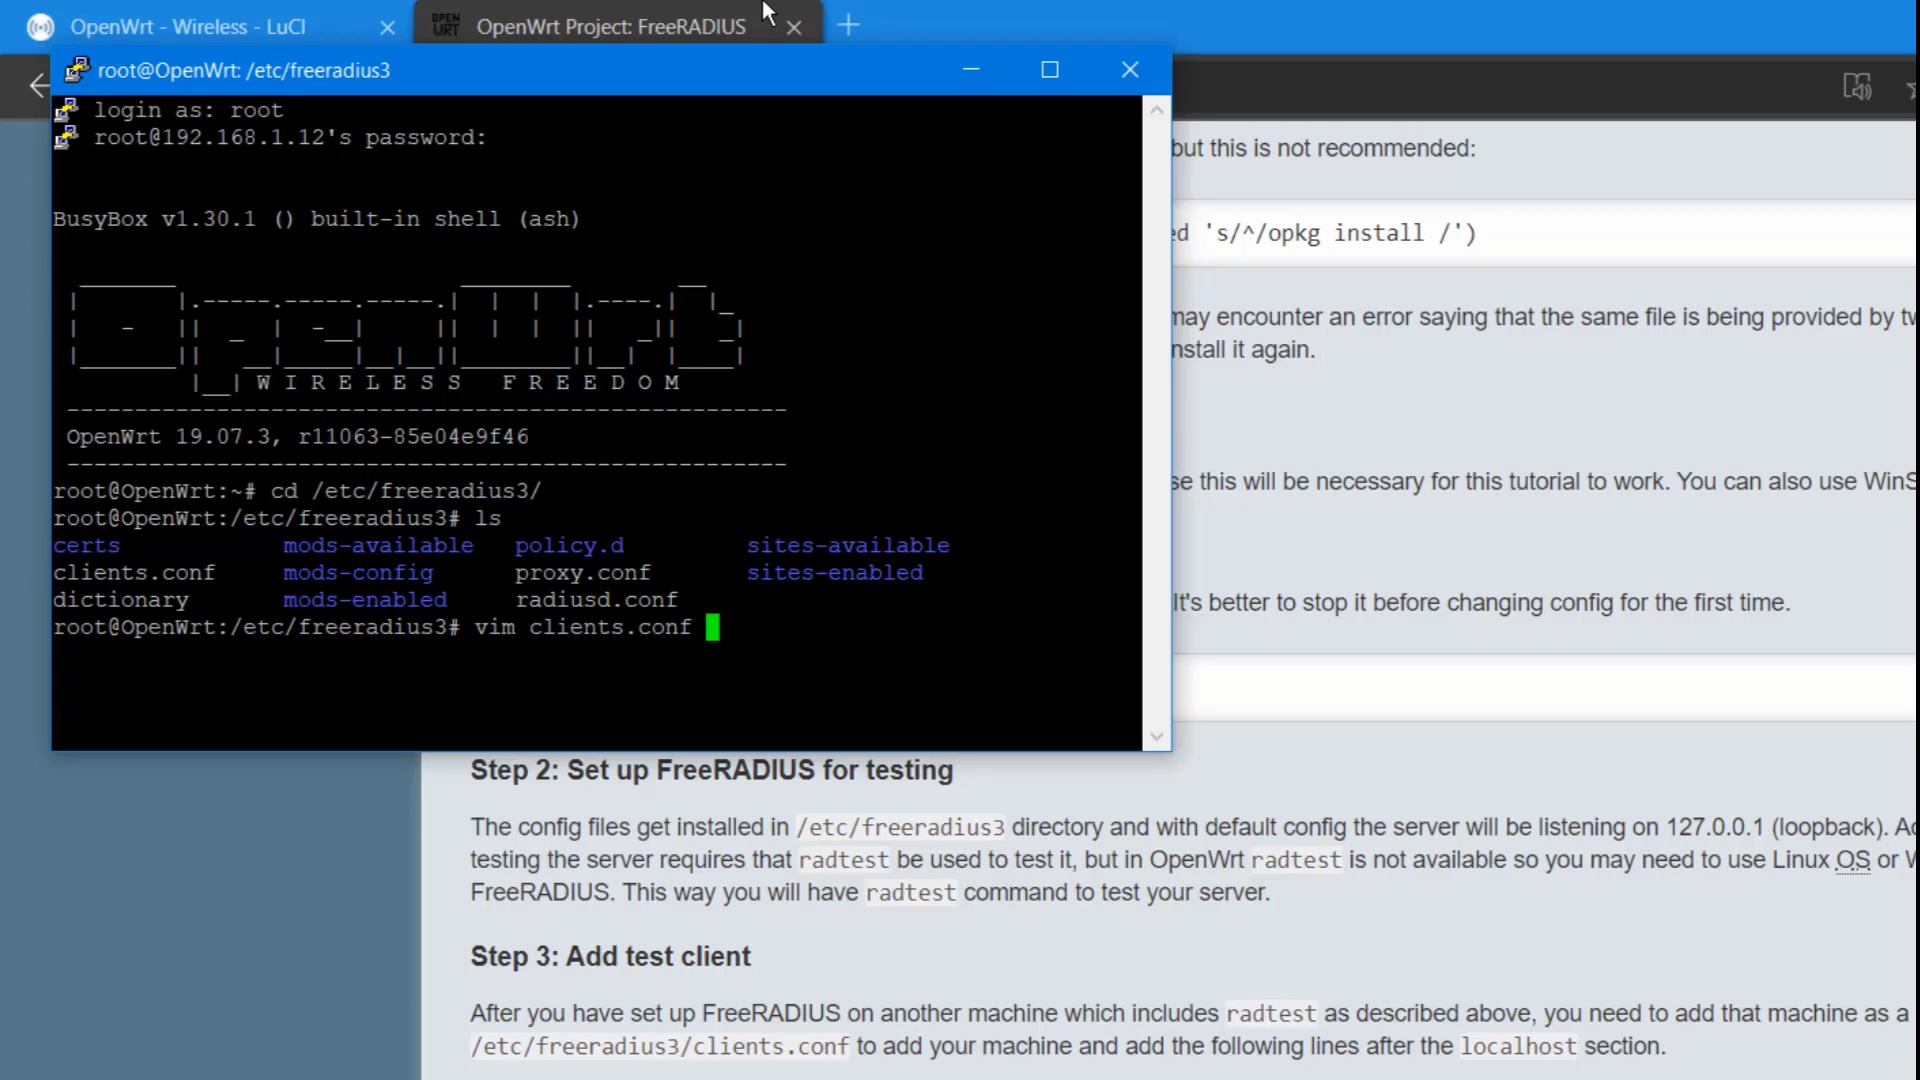 OpenWrt - Wireless - LuCI
OPEN WRT
OpenWrt Project: FreeRADIUS
root@OpenWrt: /etc/freeradius3
login as: root
root@192.168.1.12's password:
BusyBox v1.30.1 () built-in shell (ash)
OpenWrt
W I R E L E S S   F R E E D O M
-----------------------------------------------------
OpenWrt 19.07.3, r11063-85e04e9f46
-----------------------------------------------------
root@OpenWrt:~# cd /etc/freeradius3/
root@OpenWrt:/etc/freeradius3# ls
certs mods-available policy.d sites-available
clients.conf mods-config proxy.conf sites-enabled
dictionary mods-enabled radiusd.conf
root@OpenWrt:/etc/freeradius3# vim clients.conf
but this is not recommended:
's/^/opkg install /')
may encounter an error saying that the same file is being provided by
it again.
this will be necessary for this tutorial to work. You can also use
It's better to stop it before changing config for the first time.
Step 2: Set up FreeRADIUS for testing
The config files get installed in /etc/freeradius3 directory and with default config the server will be listening on 127.0.0.1 (loopback).
testing the server requires that radtest be used to test it, but in OpenWrt radtest is not available so you may need to use Linux OS or
FreeRADIUS. This way you will have radtest command to test your server.
Step 3: Add test client
After you have set up FreeRADIUS on another machine which includes radtest as described above, you need to add that machine as a
/etc/freeradius3/clients.conf to add your machine and add the following lines after the localhost section.